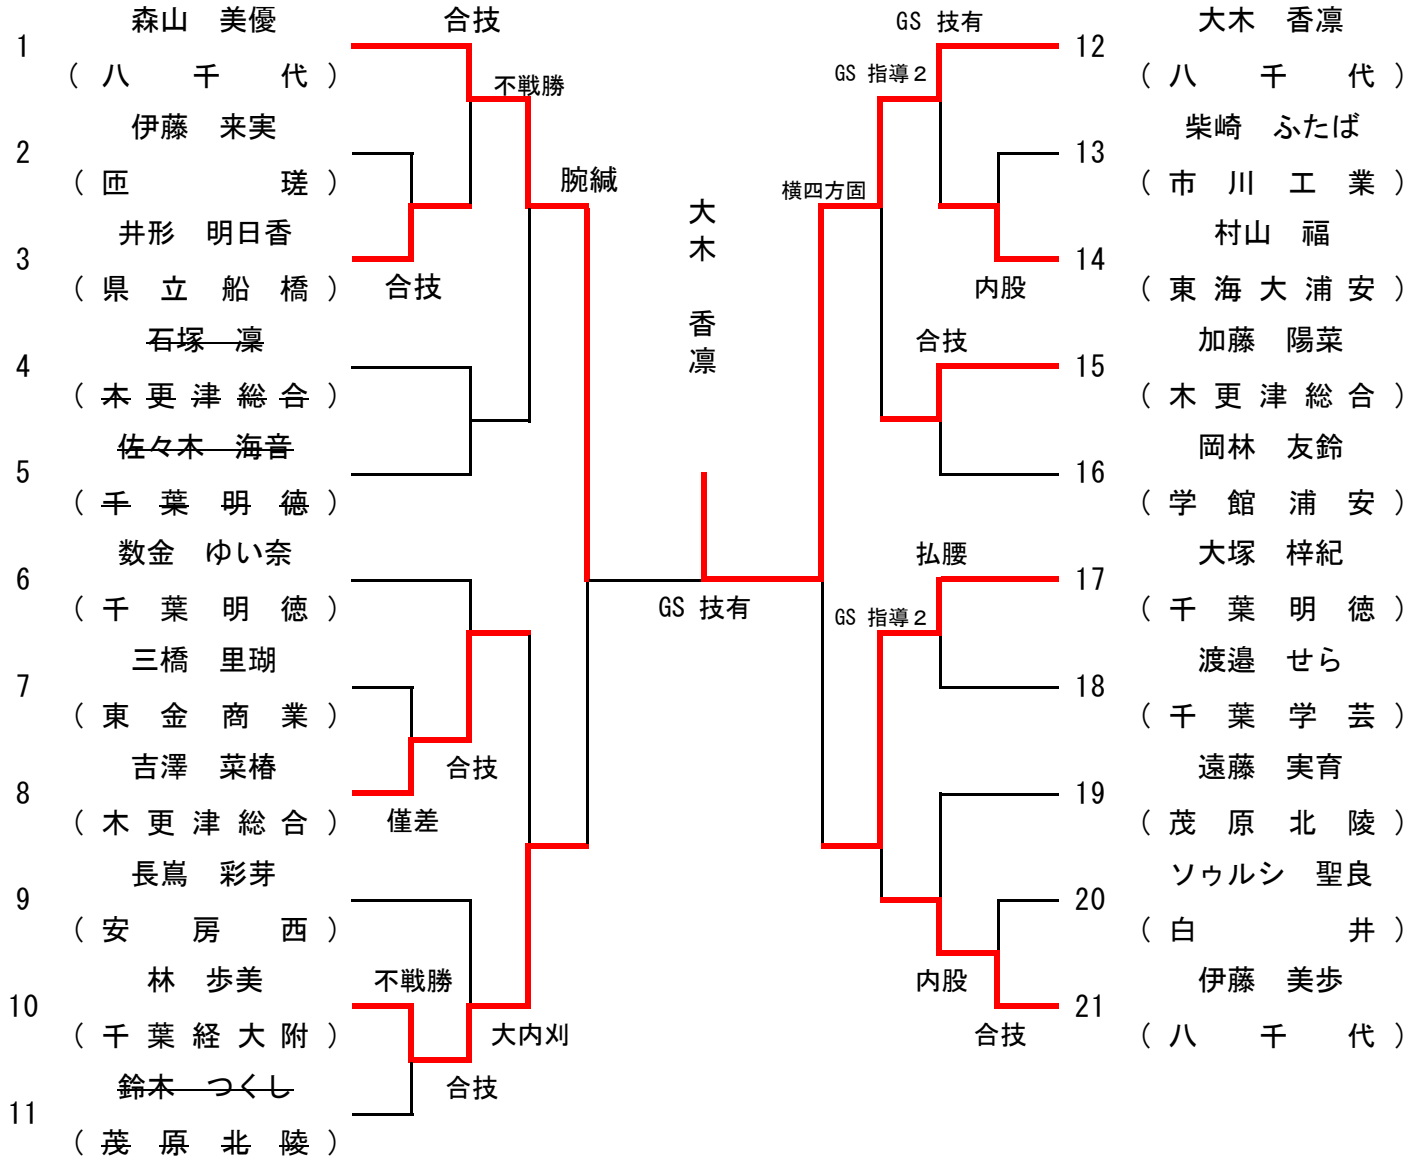 森山　美優
1
（ 八 千 代 ）
伊藤　来実
2
（ 匝 瑳 ）
井形　明日香
3
（ 県 立 船 橋 ）
石塚　凜
4
（ 木 更 津 総 合 ）
佐々木　海音
5
（ 千 葉 明 德 ）
数金　ゆい奈
6
（ 千 葉 明 徳 ）
三橋　里瑚
7
（ 東 金 商 業 ）
吉澤　菜椿
8
（ 木 更 津 総 合 ）
長嶌　彩芽
9
（ 安 房 西 ）
林　歩美
10
（ 千 葉 経 大 附 ）
鈴木　つくし
11
（ 茂 原 北 陵 ）
合技
不戦勝
腕緘
合技
合技
僅差
不戦勝
大内刈
合技
大木　香凛
GS 技有
GS 技有
GS 指導２
横四方固
内股
合技
払腰
GS 指導２
内股
合技
大木　香凛
12
（ 八 千 代 ）
柴崎　ふたば
13
（ 市 川 工 業 ）
村山　福
14
（ 東 海 大 浦 安 ）
加藤　陽菜
15
（ 木 更 津 総 合 ）
岡林　友鈴
16
（ 学 館 浦 安 ）
大塚　梓紀
17
（ 千 葉 明 徳 ）
渡邉　せら
18
（ 千 葉 学 芸 ）
遠藤　実育
19
（ 茂 原 北 陵 ）
ソゥルシ　聖良
20
（ 白 井 ）
伊藤　美歩
21
（ 八 千 代 ）